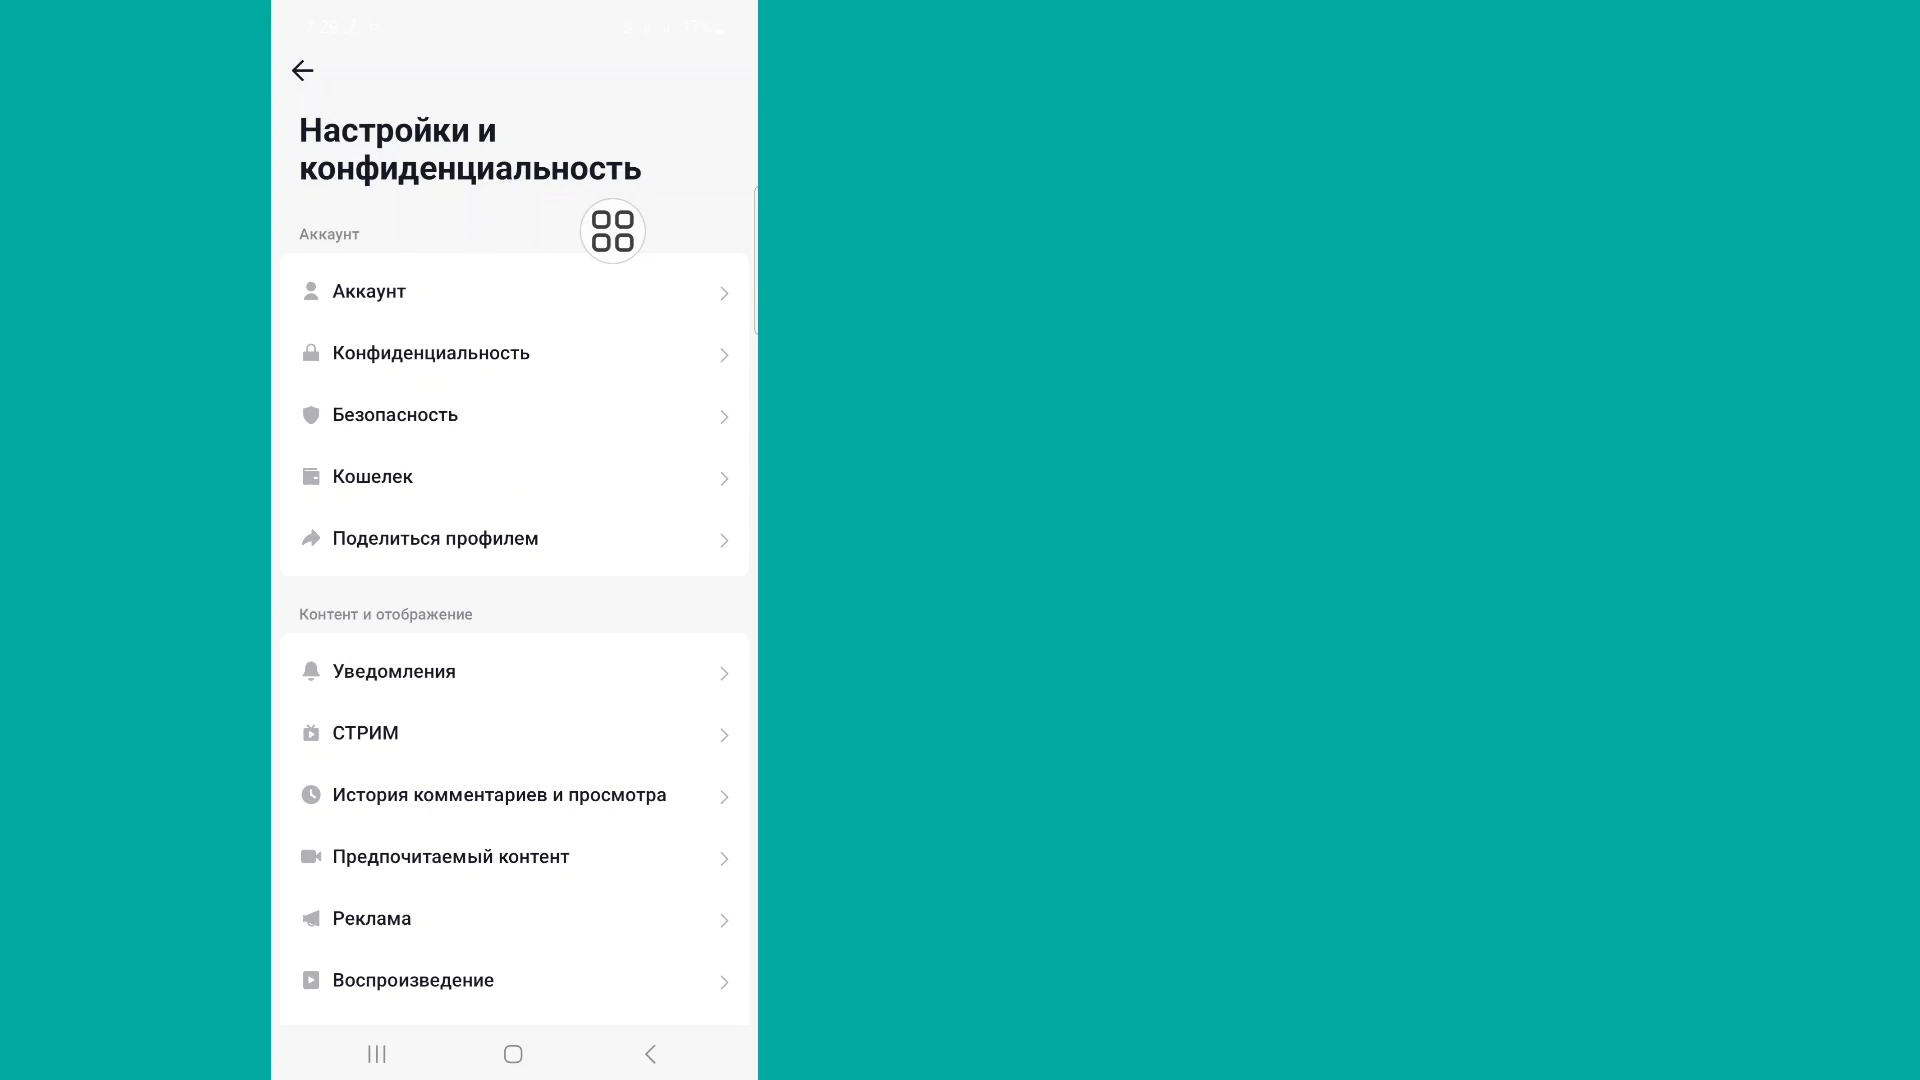 Настройки и
конфиденциальность
Аккаунт
Аккаунт
Конфиденциальность
Безопасность
Кошелек
Поделиться профилем
Контент и отображение
Уведомления
СТРИМ
История комментариев и просмотра
Предпочитаемый контент
Реклама
Воспроизведение